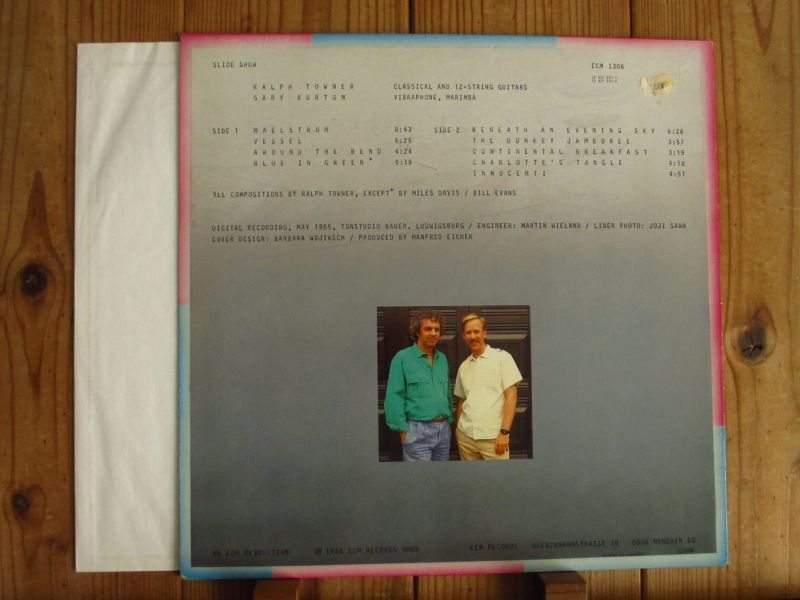 SLIDE SHOW
ECM 1306
RALPH TOWNER CLASSICAL AND 12-STRING GUITARS
GARY BURTON VIBRAPHONE, MARIMBA
SIDE 1 MAELSTROM 6:43
VESSEL 5:25
AROUND THE BEND 4:24
BLUE IN GREEN* 5:19
SIDE 2 BENEATH AN EVENING SKY 6:26
THE DONKEY JAMBOREE 3:57
CONTINENTAL BREAKFAST 3:19
CHARLOTTE'S TANGLE 4:18
INNOCENTI 4:51
ALL COMPOSITIONS BY RALPH TOWNER, EXCEPT* BY MILES DAVIS / BILL EVANS
DIGITAL RECORDING, MAY 1985, TONSTUDIO BAUER, LUDWIGSBURG / ENGINEER: MARTIN WIELAND / LINER PHOTO: JOJI SAWA
COVER DESIGN: BARBARA WOJIRSCH / PRODUCED BY MANFRED EICHER
AN ECM PRODUCTION ℗ 1986 ECM RECORDS GMBH ECM RECORDS GLEICHMANNSTRASSE 10 8000 MÜNCHEN 60